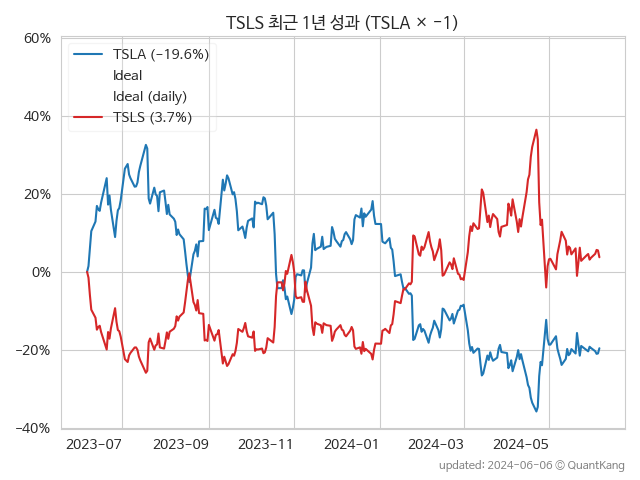 TSLS 최근 1년 성과 (TSLA × −1)
60%
40%
20%
0%
−20%
−40%
TSLA (−19.6%)
Ideal
Ideal (daily)
TSLS (3.7%)
2023-07 2023-09 2023-11 2024-01 2024-03 2024-05
updated: 2024-06-06 © QuantKang